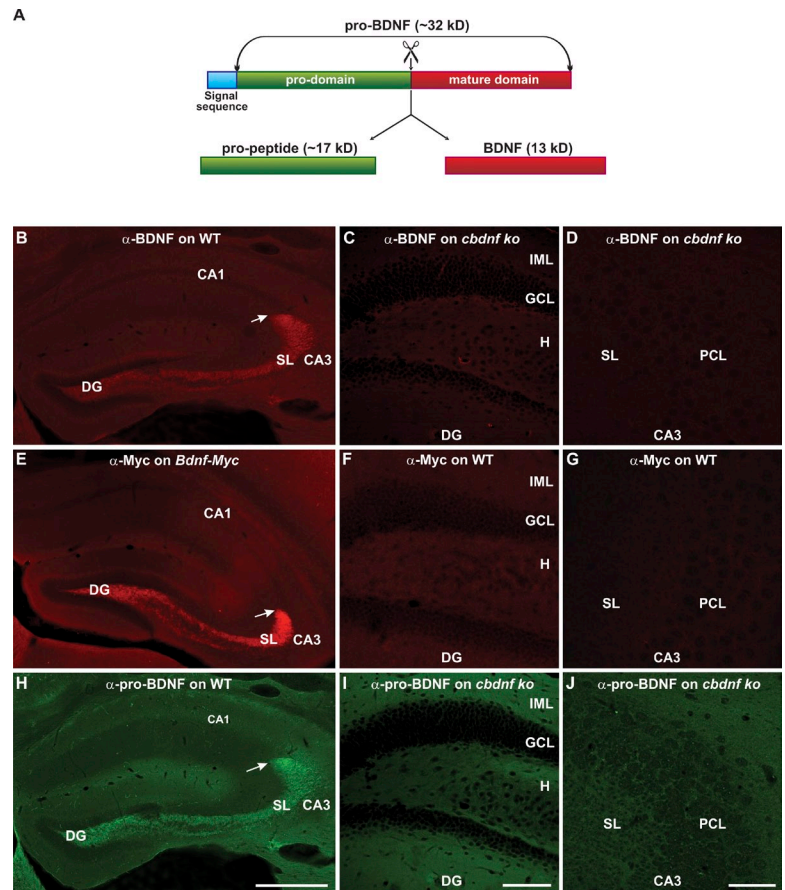 A
pro-BDNF (~32 kD)
pro-domain
mature domain
Signal
sequence
pro-peptide (~17 kD)
BDNF (13 kD)
B
α-BDNF on WT
CA1
SL
CA3
DG
C
α-BDNF on cbdnf ko
IML
GCL
H
DG
D
α-BDNF on cbdnf ko
SL
PCL
CA3
E
α-Myc on Bdnf-Myc
CA1
DG
SL
CA3
F
α-Myc on WT
IML
GCL
H
DG
G
α-Myc on WT
SL
PCL
CA3
H
α-pro-BDNF on WT
CA1
SL
CA3
DG
I
α-pro-BDNF on cbdnf ko
IML
GCL
H
DG
J
α-pro-BDNF on cbdnf ko
SL
PCL
CA3